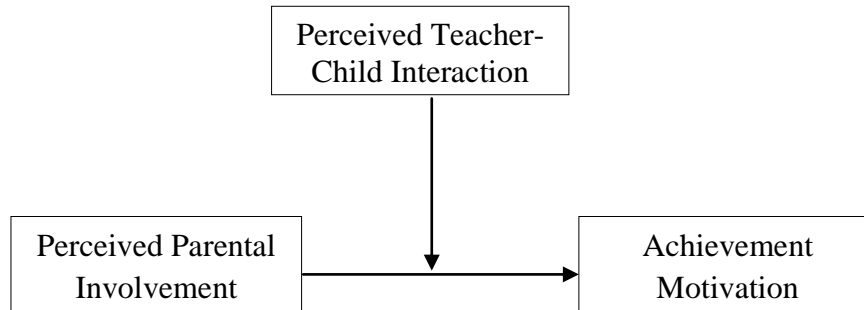 Perceived Teacher-
Child Interaction
Perceived Parental
Involvement
Achievement
Motivation